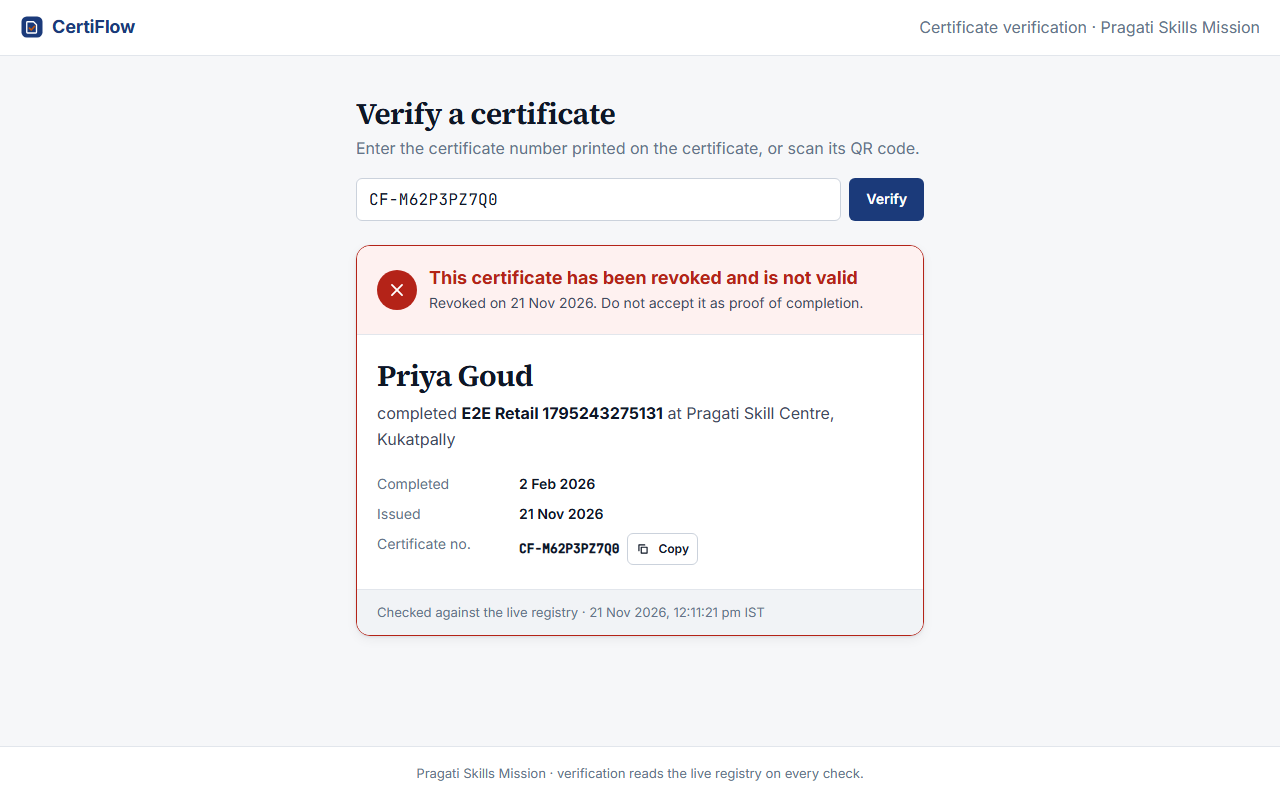 CertiFlow
Certificate verification · Pragati Skills Mission
Verify a certificate
Enter the certificate number printed on the certificate, or scan its QR code.
CF-M62P3PZ7Q0
Verify
This certificate has been revoked and is not valid
Revoked on 21 Nov 2026. Do not accept it as proof of completion.
Priya Goud
completed E2E Retail 1795243275131 at Pragati Skill Centre,
Kukatpally
Completed 2 Feb 2026
Issued 21 Nov 2026
Certificate no. CF-M62P3PZ7Q0 Copy
Checked against the live registry · 21 Nov 2026, 12:11:21 pm IST
Pragati Skills Mission · verification reads the live registry on every check.